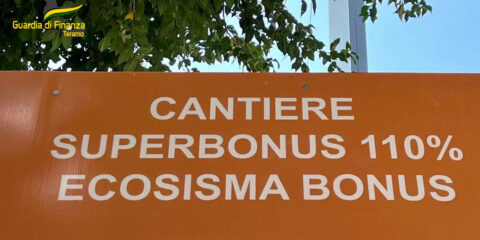 Guardia di Finanza
Teramo
CANTIERE
SUPERBONUS 110%
ECOSISMA BONUS